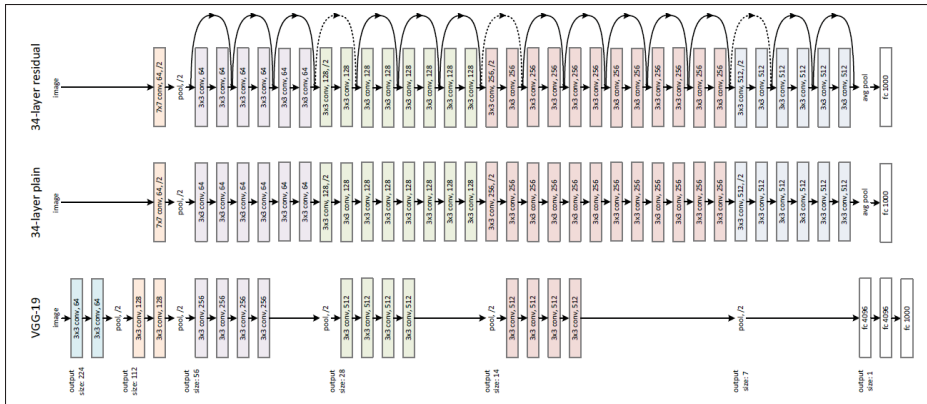 output
size: 224
output
size: 112
output
size: 56
output
size: 28
output
size: 14
output
size: 7
output
size: 1
VGG-19
image
3x3 conv, 64
3x3 conv, 64
pool, /2
3x3 conv, 128
3x3 conv, 128
pool, /2
3x3 conv, 256
3x3 conv, 256
3x3 conv, 256
3x3 conv, 256
pool, /2
3x3 conv, 512
3x3 conv, 512
3x3 conv, 512
3x3 conv, 512
pool, /2
3x3 conv, 512
3x3 conv, 512
3x3 conv, 512
3x3 conv, 512
pool, /2
fc 4096
fc 4096
fc 1000
34-layer plain
image
7x7 conv, 64, /2
pool, /2
3x3 conv, 64
3x3 conv, 64
3x3 conv, 64
3x3 conv, 64
3x3 conv, 64
3x3 conv, 64
3x3 conv, 128, /2
3x3 conv, 128
3x3 conv, 128
3x3 conv, 128
3x3 conv, 128
3x3 conv, 128
3x3 conv, 128
3x3 conv, 128
3x3 conv, 256, /2
3x3 conv, 256
3x3 conv, 256
3x3 conv, 256
3x3 conv, 256
3x3 conv, 256
3x3 conv, 256
3x3 conv, 256
3x3 conv, 256
3x3 conv, 256
3x3 conv, 256
3x3 conv, 256
3x3 conv, 512, /2
3x3 conv, 512
3x3 conv, 512
3x3 conv, 512
3x3 conv, 512
3x3 conv, 512
avg pool
fc 1000
34-layer residual
image
7x7 conv, 64, /2
pool, /2
3x3 conv, 64
3x3 conv, 64
3x3 conv, 64
3x3 conv, 64
3x3 conv, 64
3x3 conv, 64
3x3 conv, 128, /2
3x3 conv, 128
3x3 conv, 128
3x3 conv, 128
3x3 conv, 128
3x3 conv, 128
3x3 conv, 128
3x3 conv, 128
3x3 conv, 256, /2
3x3 conv, 256
3x3 conv, 256
3x3 conv, 256
3x3 conv, 256
3x3 conv, 256
3x3 conv, 256
3x3 conv, 256
3x3 conv, 256
3x3 conv, 256
3x3 conv, 256
3x3 conv, 256
3x3 conv, 512, /2
3x3 conv, 512
3x3 conv, 512
3x3 conv, 512
3x3 conv, 512
3x3 conv, 512
avg pool
fc 1000